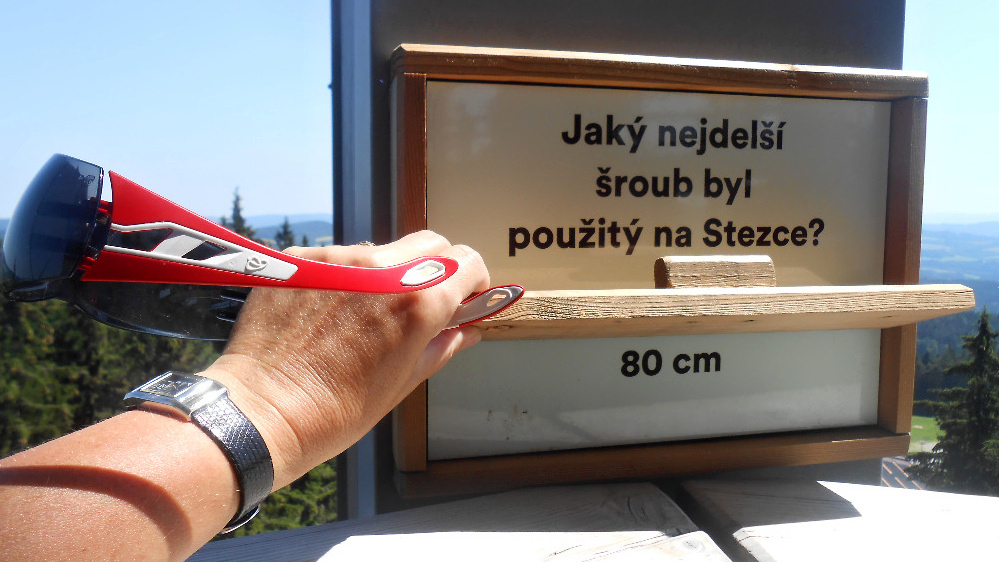 Jaký nejdelší
šroub byl
použitý na Stezce?
80 cm